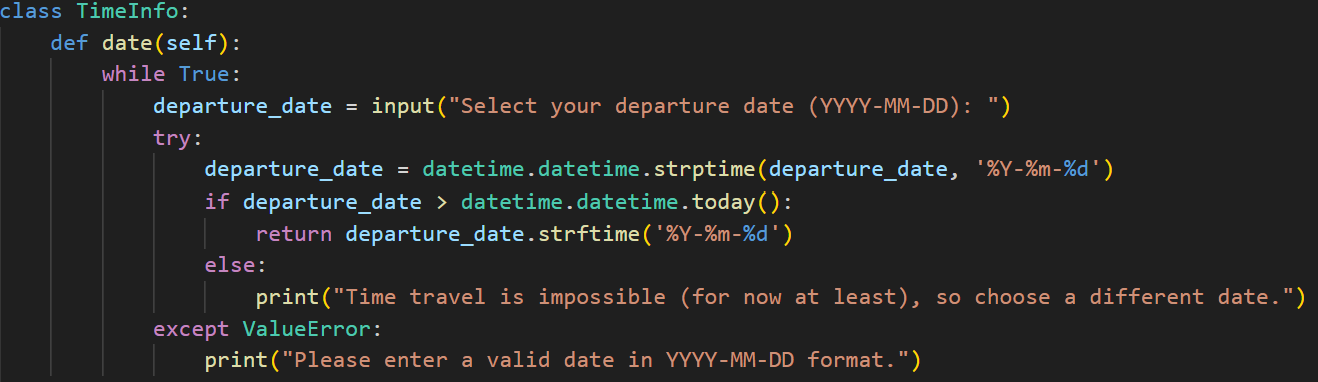 class TimeInfo:
    def date(self):
        while True:
            departure_date = input("Select your departure date (YYYY-MM-DD): ")
            try:
                departure_date = datetime.datetime.strptime(departure_date, '%Y-%m-%d')
                if departure_date > datetime.datetime.today():
                    return departure_date.strftime('%Y-%m-%d')
                else:
                    print("Time travel is impossible (for now at least), so choose a different date.")
            except ValueError:
                print("Please enter a valid date in YYYY-MM-DD format.")